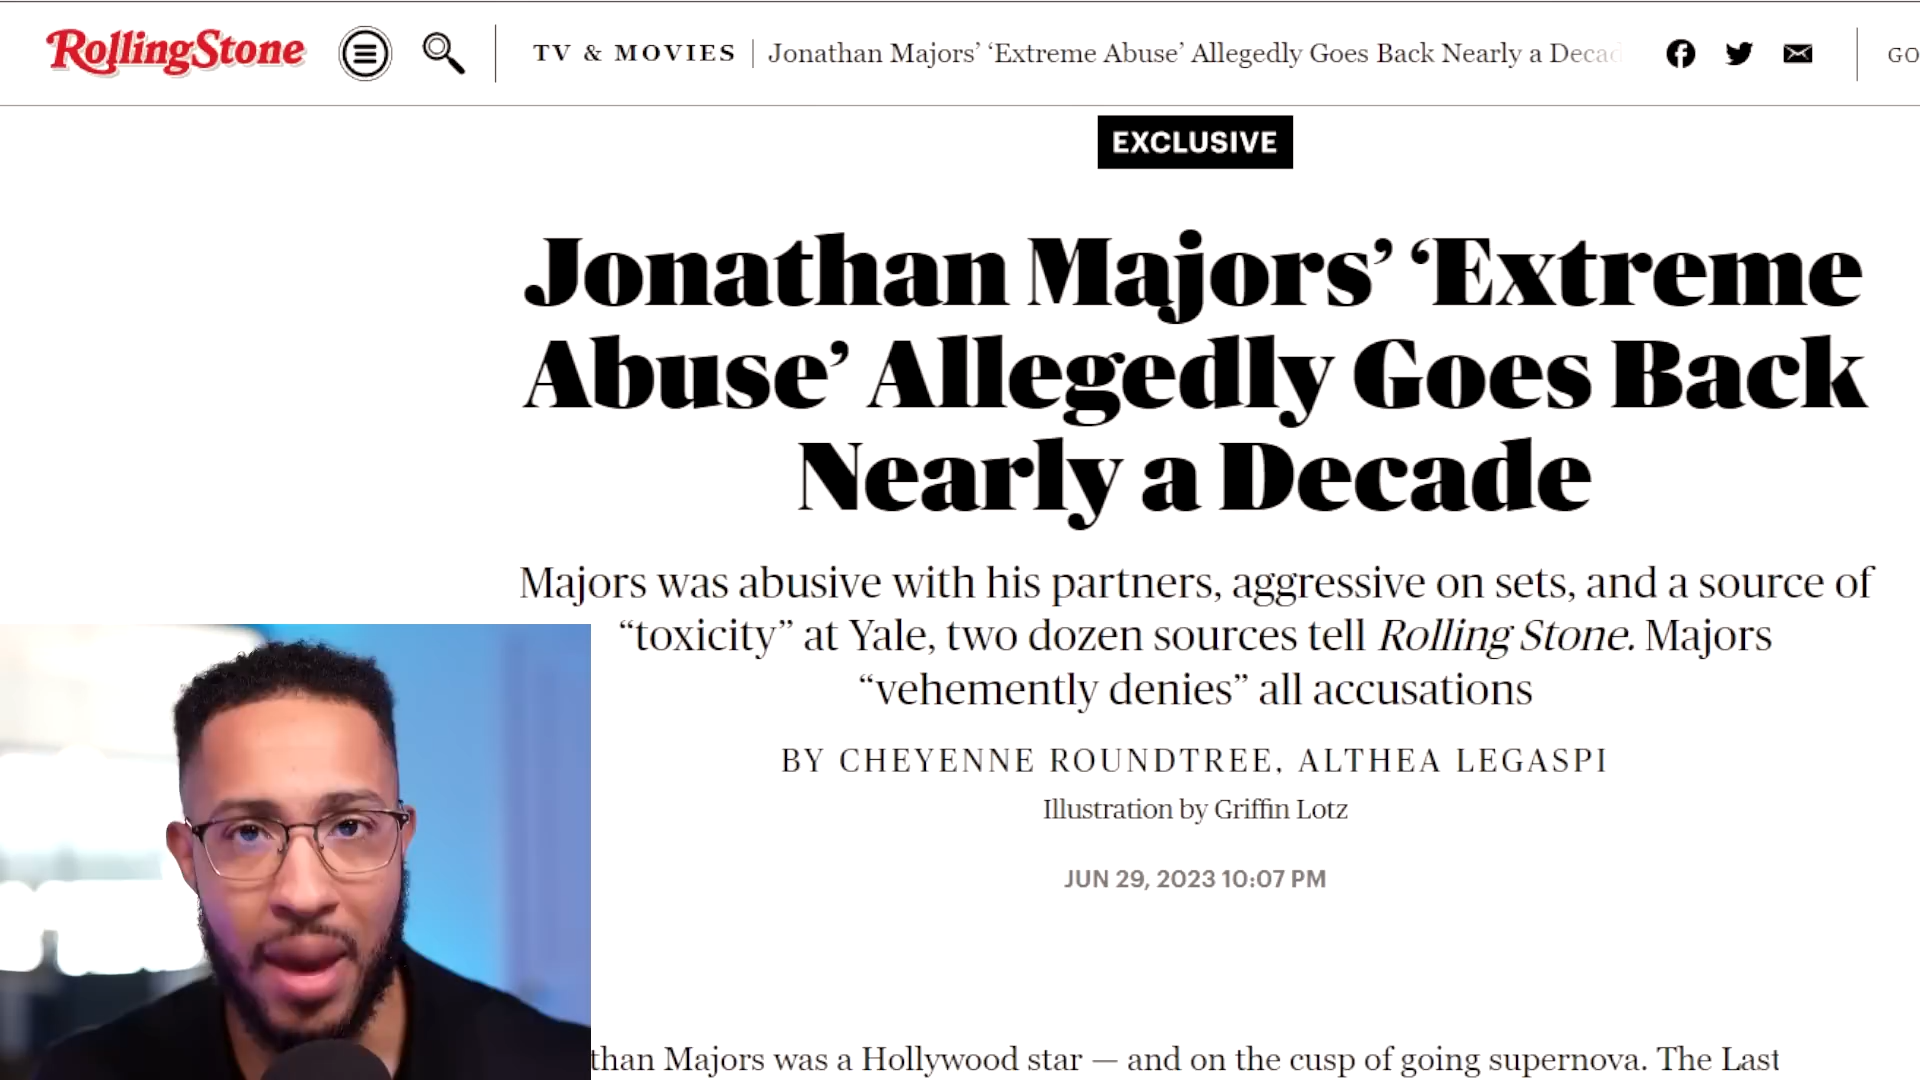 RollingStone
TV & MOVIES
Jonathan Majors’ ‘Extreme Abuse’ Allegedly Goes Back Nearly a Decad
GO
EXCLUSIVE
Jonathan Majors’ ‘Extreme
Abuse’ Allegedly Goes Back
Nearly a Decade
Majors was abusive with his partners, aggressive on sets, and a source of
“toxicity” at Yale, two dozen sources tell Rolling Stone. Majors
“vehemently denies” all accusations
BY CHEYENNE ROUNDTREE, ALTHEA LEGASPI
Illustration by Griffin Lotz
JUN 29, 2023 10:07 PM
than Majors was a Hollywood star — and on the cusp of going supernova. The Last